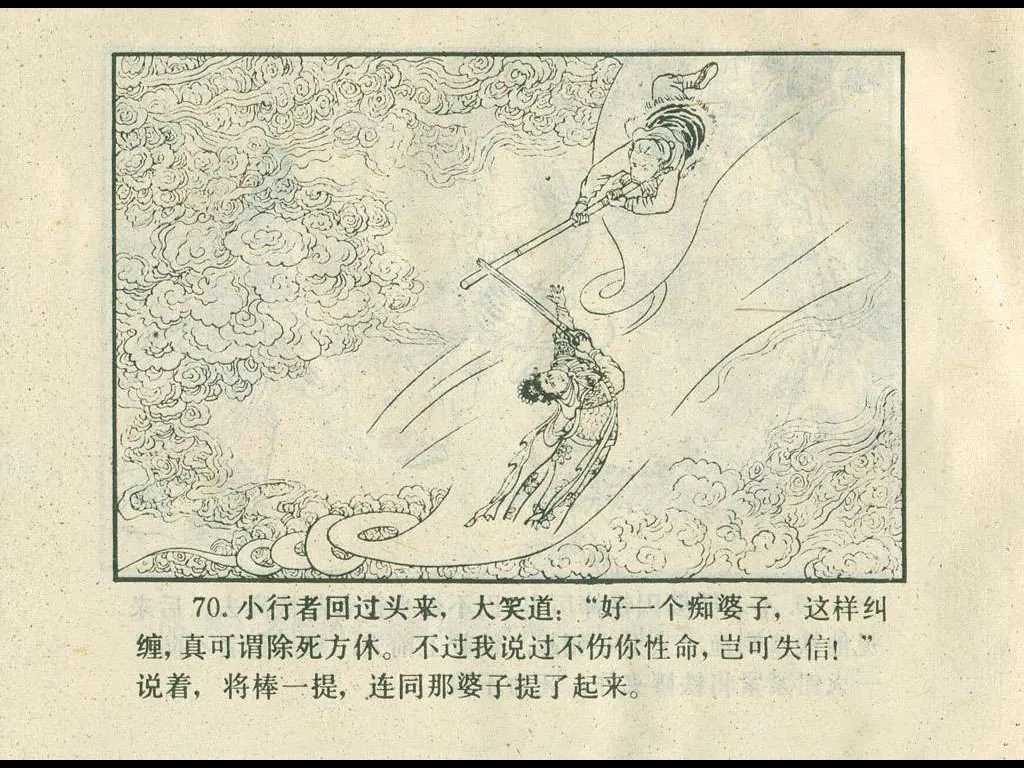 70. 小行者回过头来，大笑道：“好一个痴婆子，这样纠
缠，真可谓除死方休。不过我说过不伤你性命，岂可失信！”
说着，将棒一提，连同那婆子提了起来。